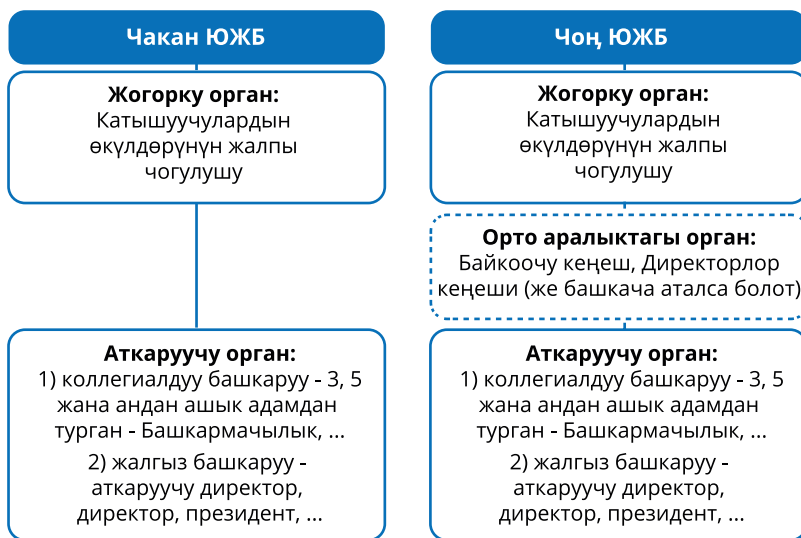 Чакан ЮЖБ
Жогорку орган:
Катышуучулардын
өкүлдөрүнүн жалпы
чогулушу
Аткаруучу орган:
1) коллегиалдуу башкаруу - 3, 5
жана андан ашык адамдан
турган - Башкармачылык, ...
2) жалгыз башкаруу -
аткаруучу директор,
директор, президент, ...
Чоң ЮЖБ
Жогорку орган:
Катышуучулардын
өкүлдөрүнүн жалпы
чогулушу
Орто аралыктагы орган:
Байкоочу кеңеш, Директорлор
кеңеши (же башкача аталса болот)
Аткаруучу орган:
1) коллегиалдуу башкаруу - 3, 5
жана андан ашык адамдан
турган - Башкармачылык, ...
2) жалгыз башкаруу -
аткаруучу директор,
директор, президент, ...